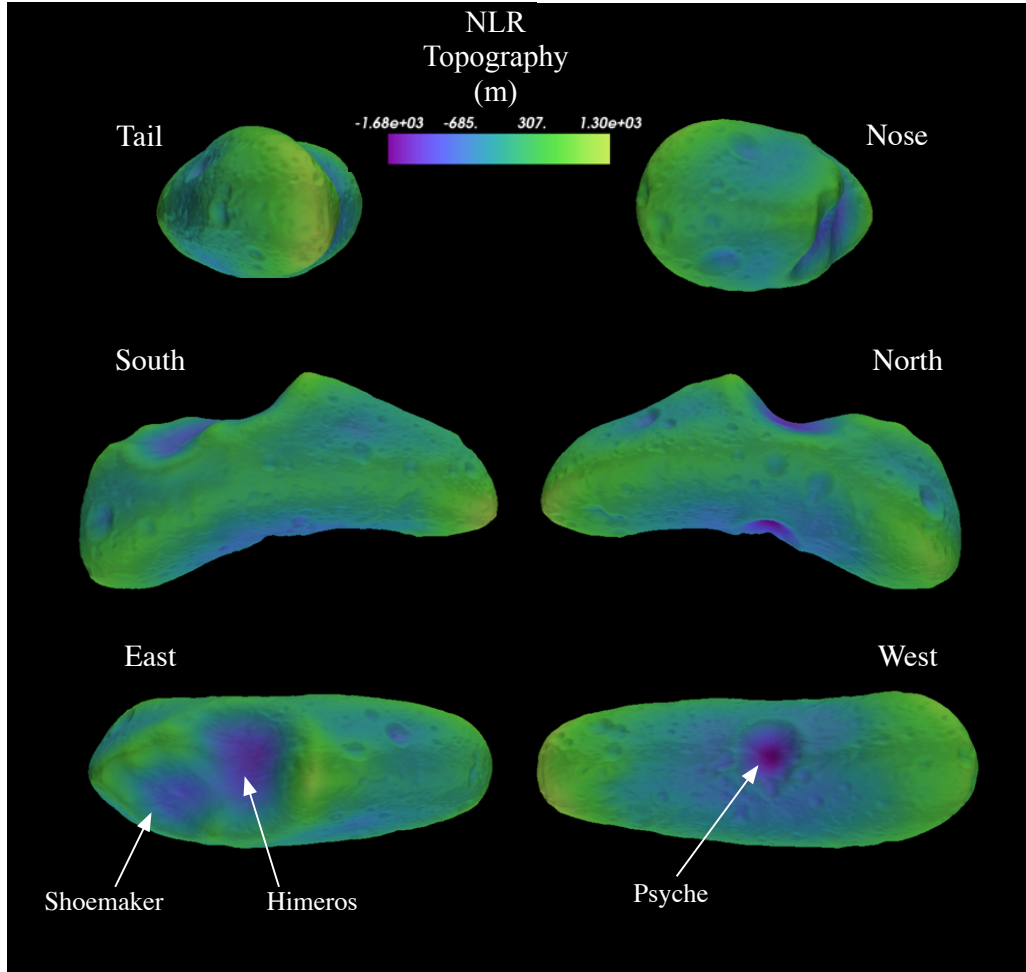 NLR
Topography
(m)
-1.68e+03 -685. 307. 1.30e+03
Tail
Nose
South
North
East
West
Shoemaker
Himeros
Psyche